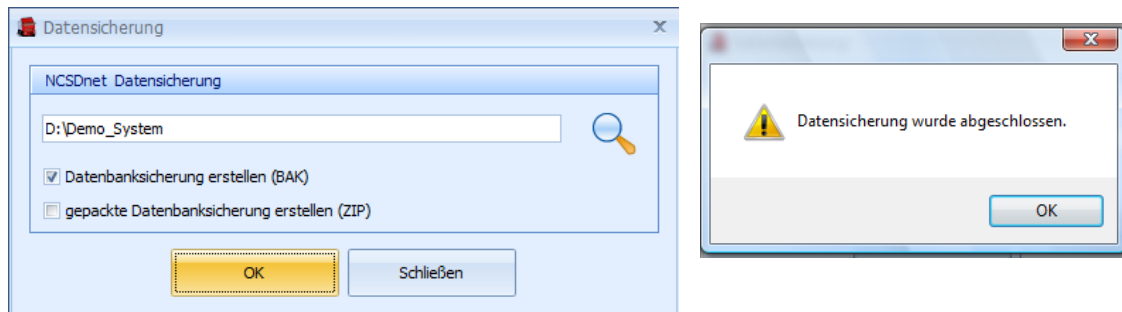 Datensicherung
NCSDnet Datensicherung
D:\Demo_System
Datenbanksicherung erstellen (BAK)
gepackte Datenbanksicherung erstellen (ZIP)
OK
Schließen
Datensicherung wurde abgeschlossen.
OK